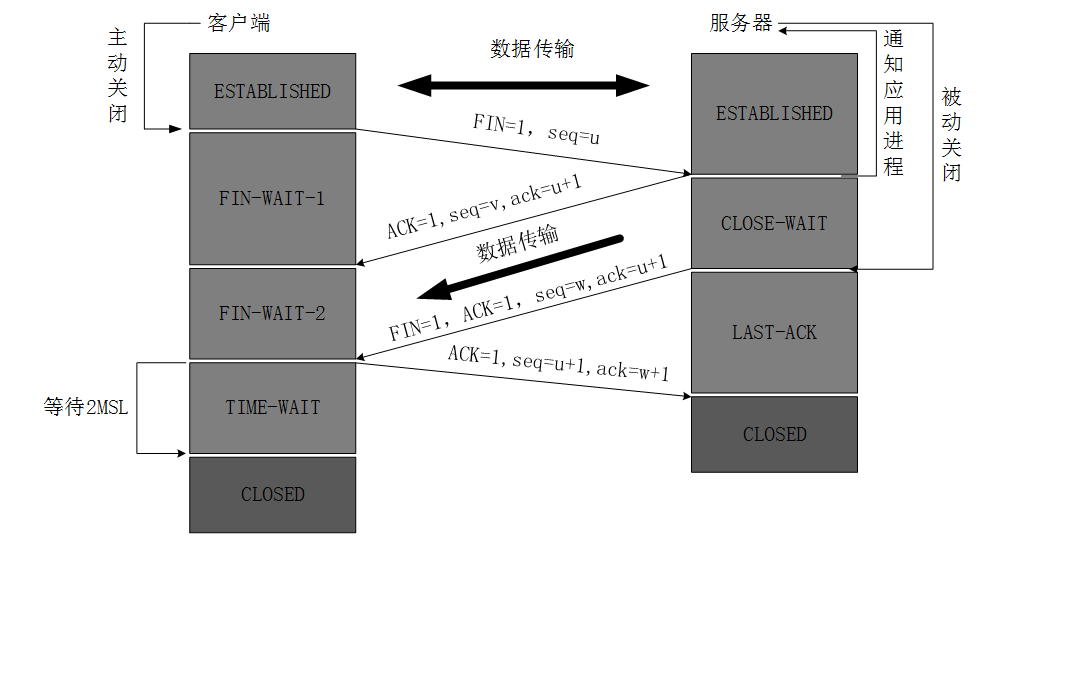 客户端
服务器
主动关闭
数据传输
通知应用进程
被动关闭
ESTABLISHED
ESTABLISHED
FIN=1, seq=u
FIN-WAIT-1
ACK=1,seq=v,ack=u+1
CLOSE-WAIT
数据传输
FIN=1, ACK=1, seq=w,ack=u+1
FIN-WAIT-2
LAST-ACK
ACK=1,seq=u+1,ack=w+1
等待2MSL
TIME-WAIT
CLOSED
CLOSED